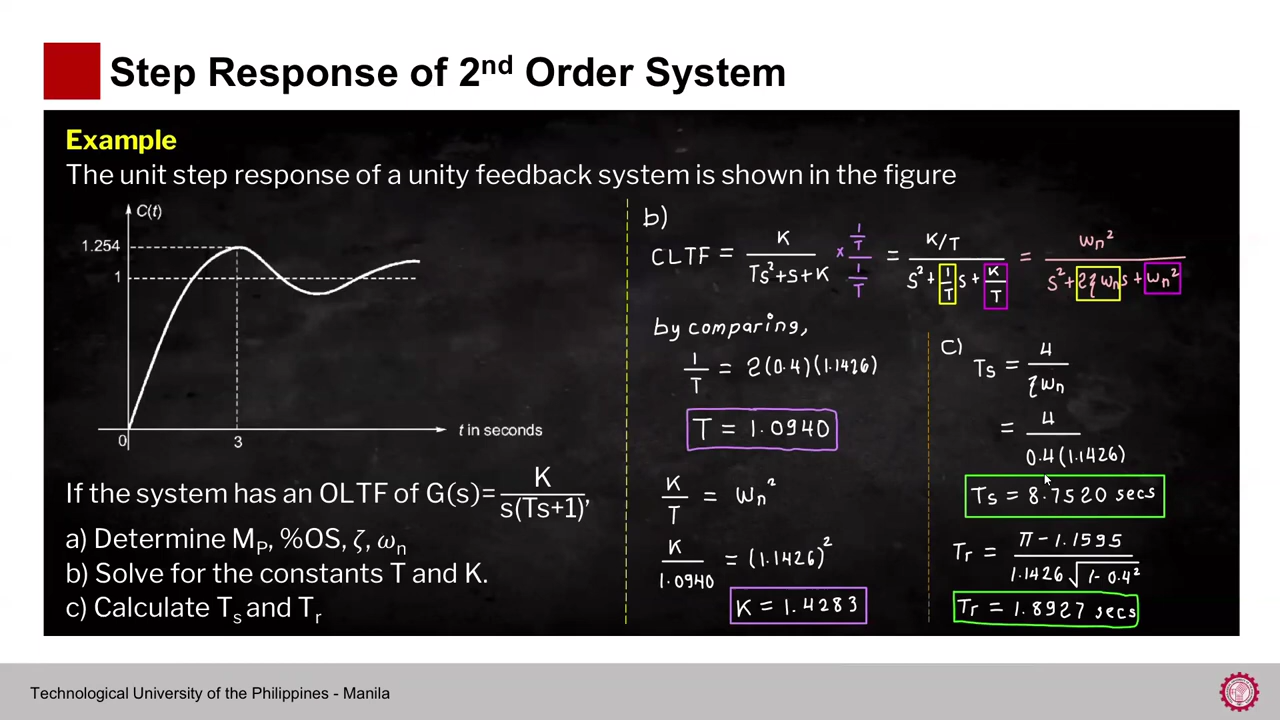 Step Response of 2nd Order System
Example
The unit step response of a unity feedback system is shown in the figure
C(t)
1.254
1
0
3
t in seconds
If the system has an OLTF of G(s)= K / s(Ts+1),
a) Determine MP, %OS, ζ, ωn
b) Solve for the constants T and K.
c) Calculate Ts and Tr
b)
CLTF = K / Ts²+s+K × 1/T / 1/T = K/T / s²+ 1/T s + K/T = ωn² / s²+2ζωns+ωn²
by comparing,
1/T = 2(0.4)(1.1426)
T = 1.0940
K/T = ωn²
K/1.0940 = (1.1426)²
K = 1.4283
c)
Ts = 4 / ζωn
= 4 / 0.4(1.1426)
Ts = 8.7520 secs
Tr = π - 1.1595 / 1.1426 √1-0.4²
Tr = 1.8927 secs
Technological University of the Philippines - Manila